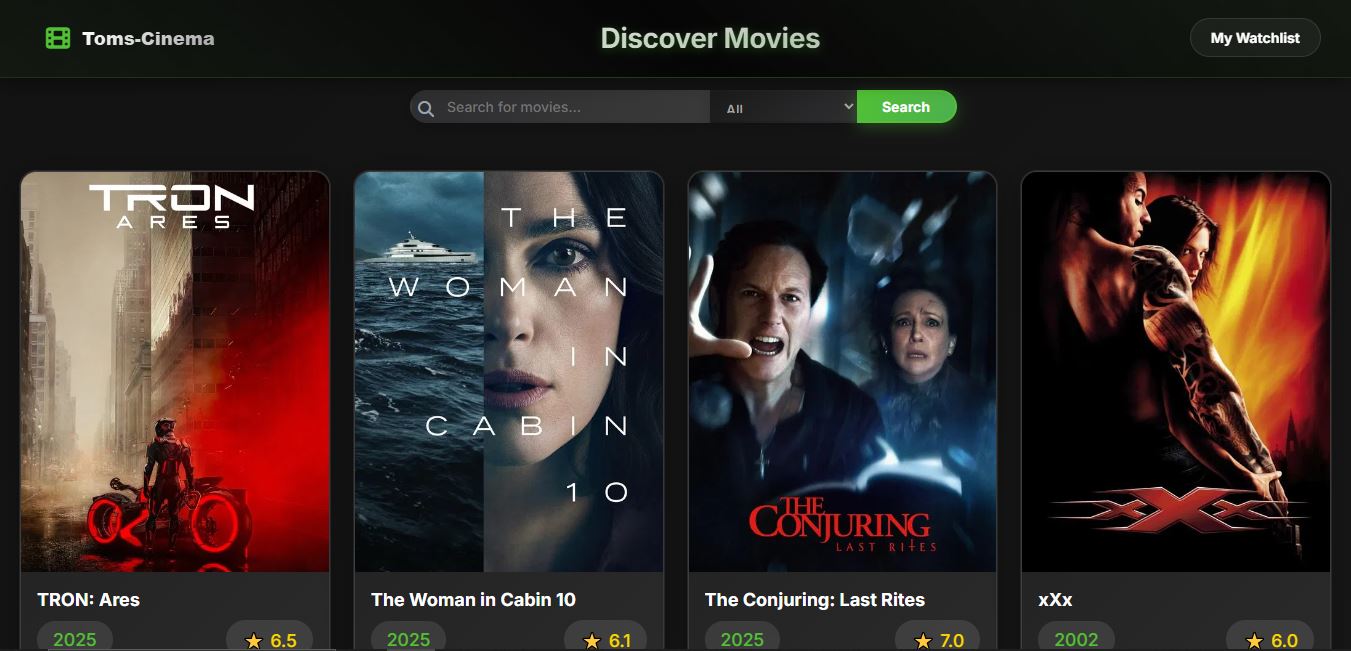 Toms-Cinema
Discover Movies
My Watchlist
Search for movies...
All
Search
TRON
ARES
THE
WOMAN
IN
CABIN
10
THE
CONJURING
LAST RITES
xXx
TRON: Ares
The Woman in Cabin 10
The Conjuring: Last Rites
xXx
2025
★ 6.5
2025
★ 6.1
2025
★ 7.0
2002
★ 6.0